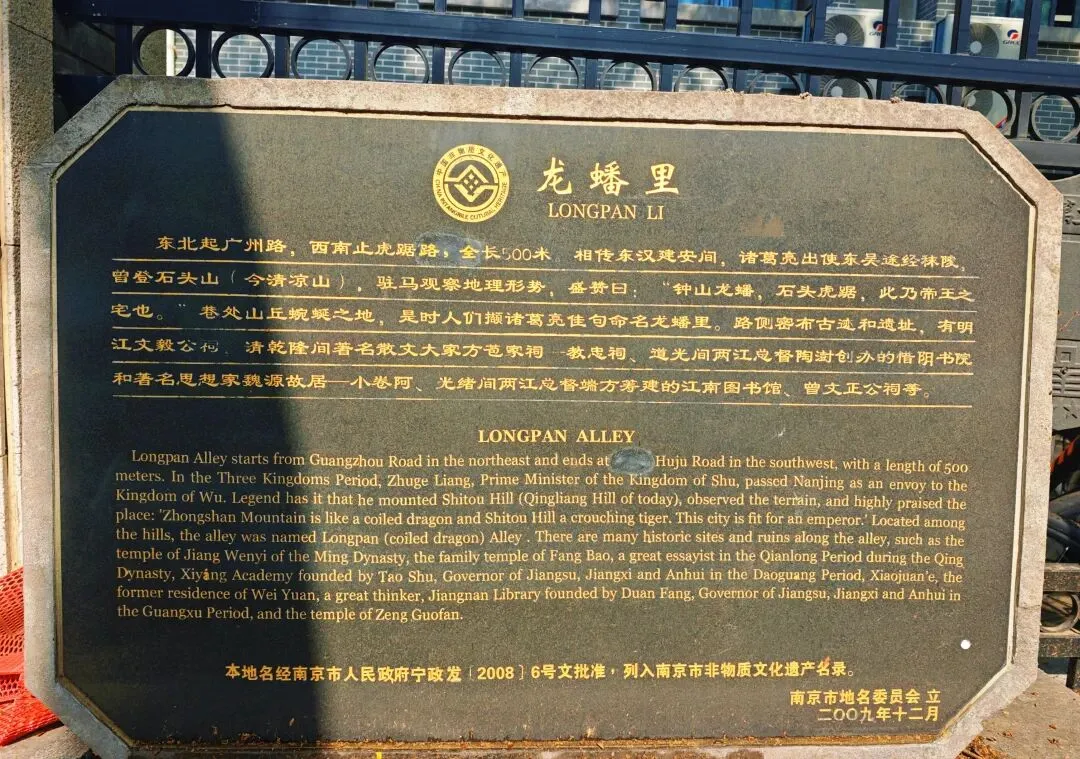 中国非物质文化遗产
CHINA INTANGIBLE CULTURAL HERITAGE
龙蟠里
LONGPAN LI
东北起广州路，西南止虎踞路，全长500米 相传东汉建安间，诸葛亮出使东吴途经秣陵，
曾登石头山（今清凉山），驻马观察地理形势，盛赞曰：“钟山龙蟠，石头虎踞，此乃帝王之
宅也。”巷处山丘蜿蜒之地，是时人们撷诸葛亮佳句命名龙蟠里。路侧密布古迹和遗址，有明
江文毅公祠 清乾隆间著名散文大家方苞家祠—教忠祠、道光间两江总督陶澍创办的惜阴书院
和著名思想家魏源故居—小卷阿、光绪间两江总督端方筹建的江南图书馆、曾文正公祠等。
LONGPAN ALLEY
Longpan Alley starts from Guangzhou Road in the northeast and ends at Huju Road in the southwest, with a length of 500
meters. In the Three Kingdoms Period, Zhuge Liang, Prime Minister of the Kingdom of Shu, passed Nanjing as an envoy to the
Kingdom of Wu. Legend has it that he mounted Shitou Hill (Qingliang Hill of today), observed the terrain, and highly praised the
place: 'Zhongshan Mountain is like a coiled dragon and Shitou Hill a crouching tiger. This city is fit for an emperor.' Located among
the hills, the alley was named Longpan (coiled dragon) Alley . There are many historic sites and ruins along the alley, such as the
temple of Jiang Wenyi of the Ming Dynasty, the family temple of Fang Bao, a great essayist in the Qianlong Period during the Qing
Dynasty, Xiying Academy founded by Tao Shu, Governor of Jiangsu, Jiangxi and Anhui in the Daoguang Period, Xiaojuan'e, the
former residence of Wei Yuan, a great thinker, Jiangnan Library founded by Duan Fang, Governor of Jiangsu, Jiangxi and Anhui in
the Guangxu Period, and the temple of Zeng Guofan.
本地名经南京市人民政府宁政发〔2008〕6号文批准，列入南京市非物质文化遗产名录。
南京市地名委员会 立
二〇〇九年十二月